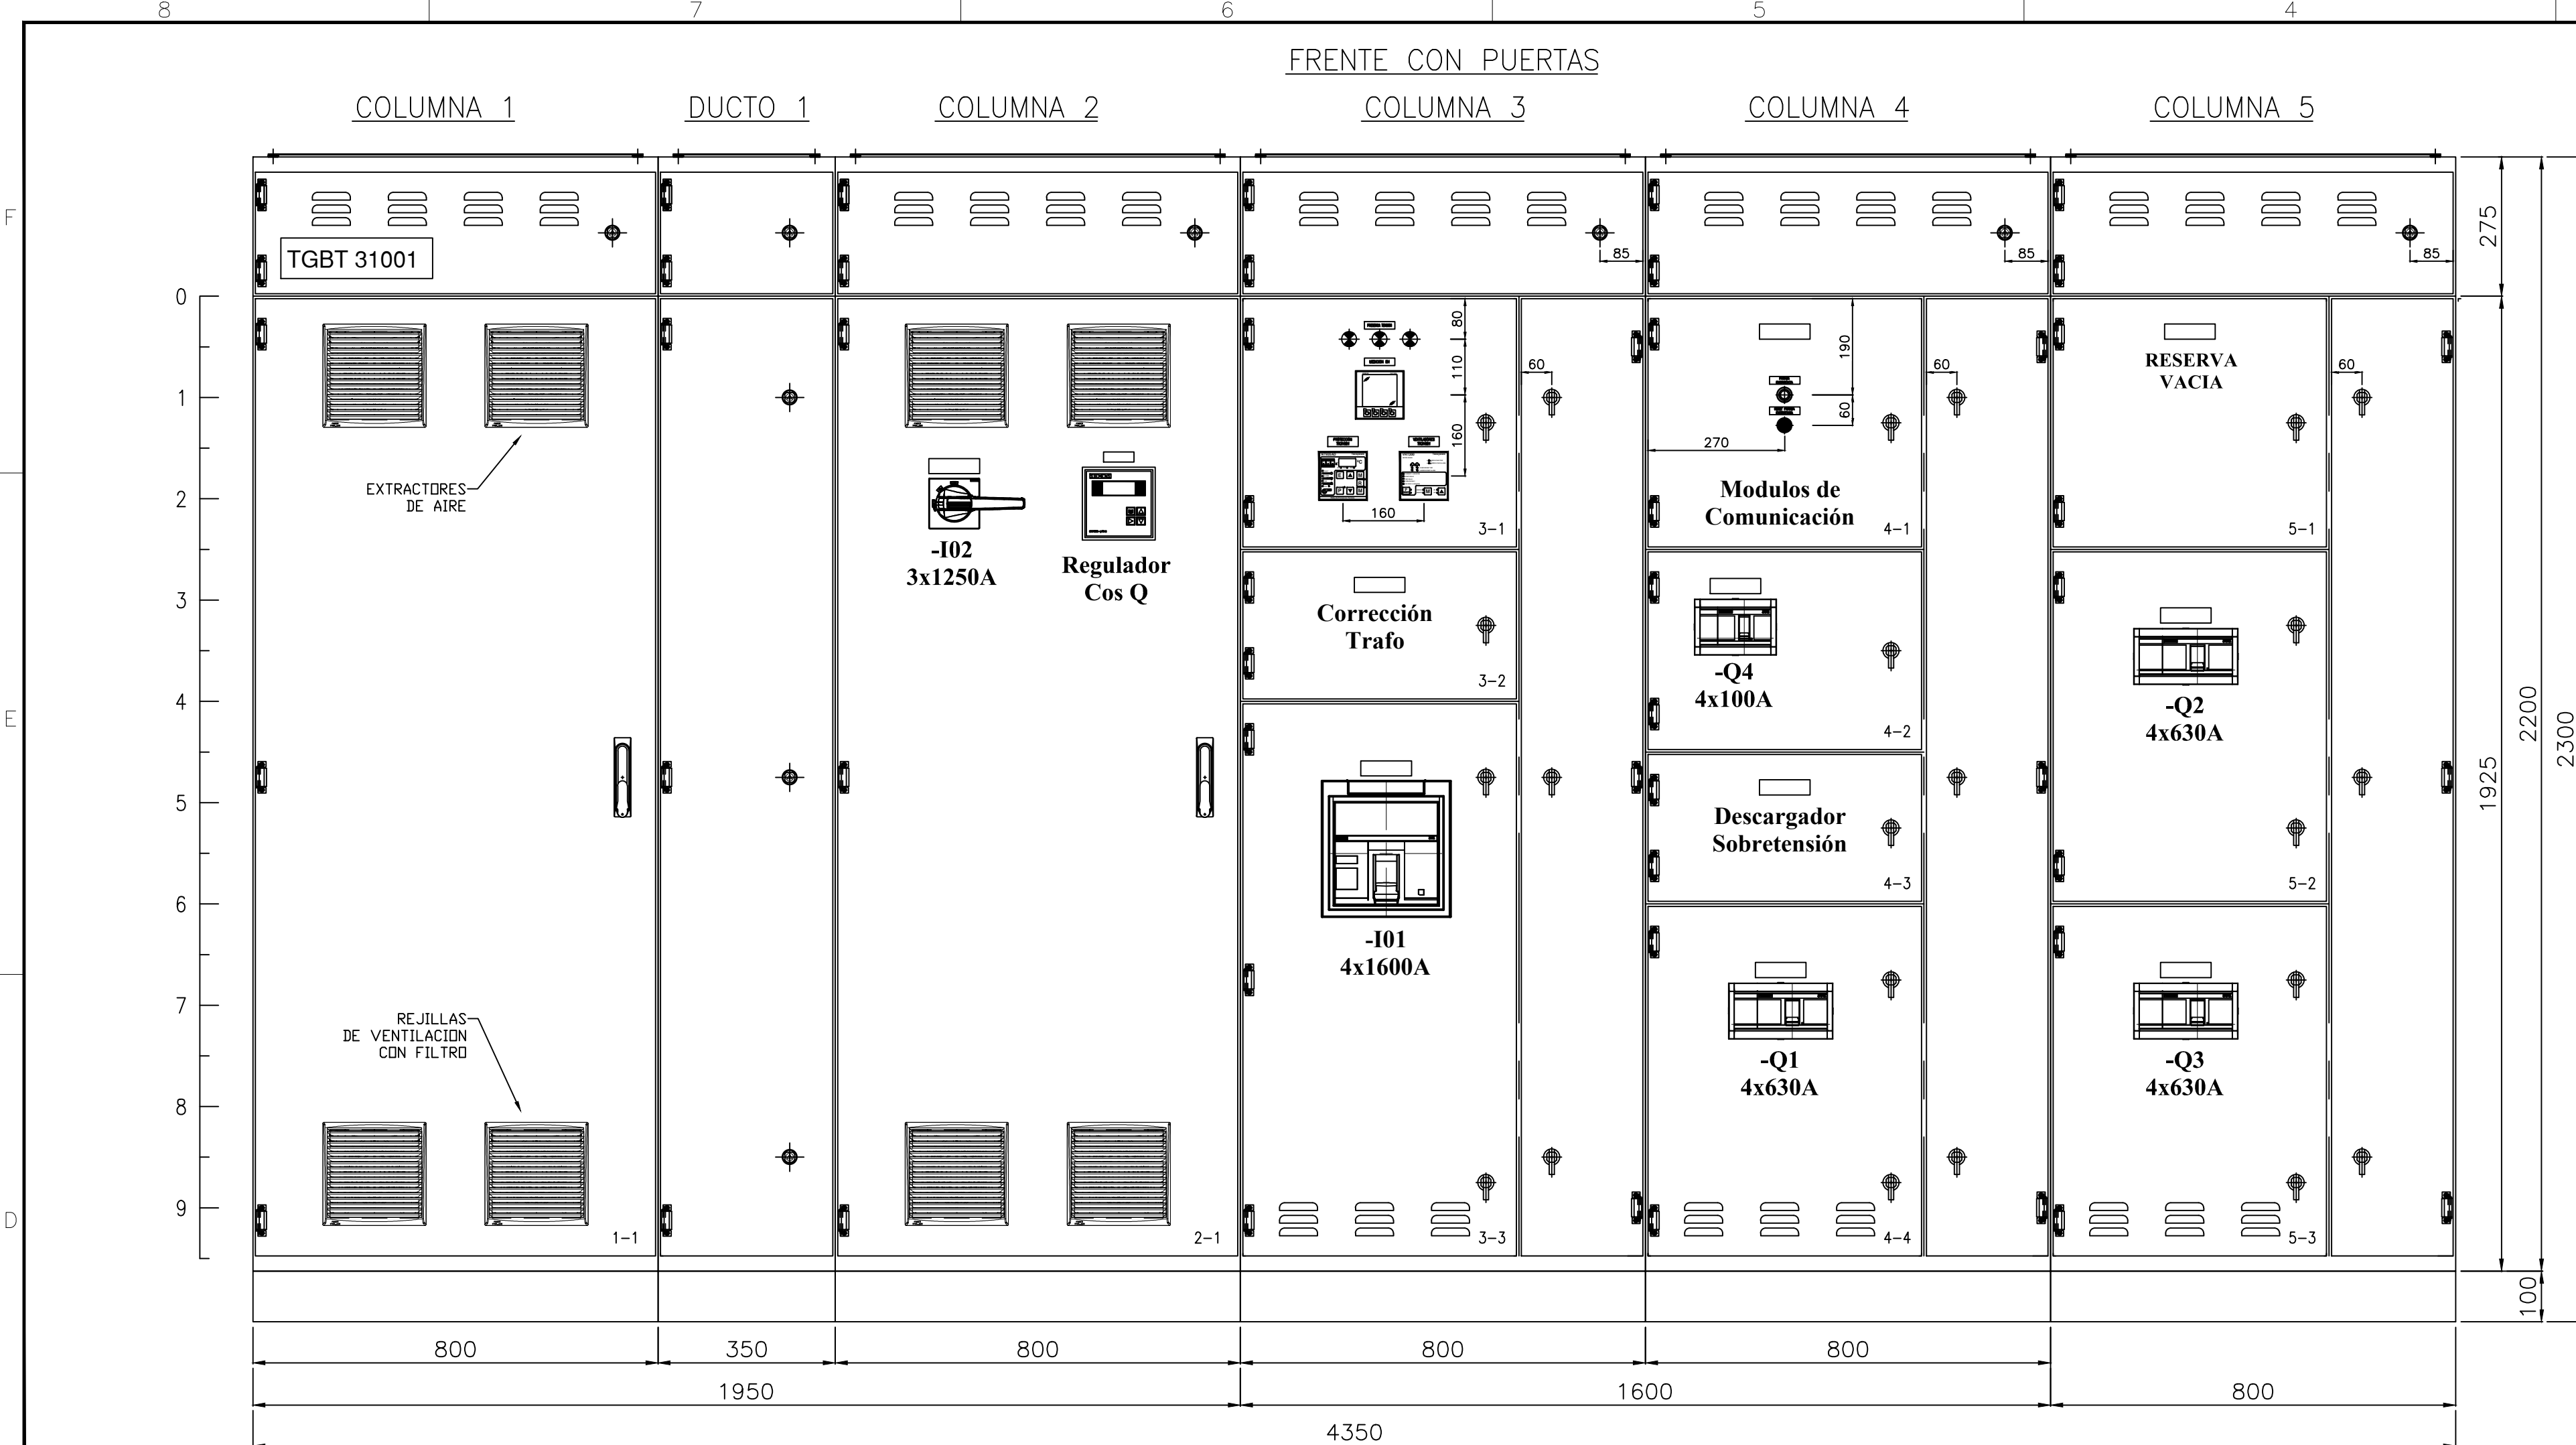 8 7 6 5 4
FRENTE CON PUERTAS
COLUMNA 1 DUCTO 1 COLUMNA 2 COLUMNA 3 COLUMNA 4 COLUMNA 5
F
E
D
TGBT 31001
0
1
2
3
4
5
6
7
8
9
EXTRACTORES
DE AIRE
REJILLAS
DE VENTILACION
CON FILTRO
1-1
-I02
3x1250A
Regulador
Cos Q
2-1
85
80
110
160
60
160
3-1
Corrección
Trafo
3-2
-I01
4x1600A
3-3
85
190
60
60
270
Modulos de
Comunicación
4-1
-Q4
4x100A
4-2
Descargador
Sobretensión
4-3
-Q1
4x630A
4-4
85
RESERVA
VACIA
60
5-1
-Q2
4x630A
5-2
-Q3
4x630A
5-3
275
1925
2200
2300
100
800 350 800 800 800
1950 1600 800
4350